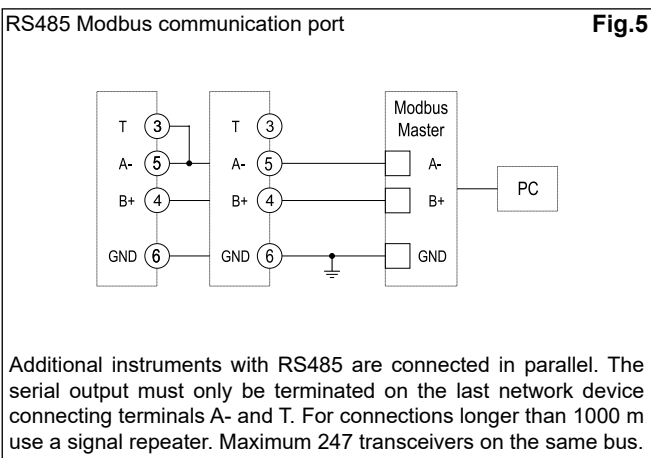 RS485 Modbus communication port Fig.5
Modbus
Master
T 3 T 3
A- 5 A- 5 A-
B+ 4 B+ 4 B+
PC
GND 6 GND 6 GND
Additional instruments with RS485 are connected in parallel. The
serial output must only be terminated on the last network device
connecting terminals A- and T. For connections longer than 1000 m
use a signal repeater. Maximum 247 transceivers on the same bus.